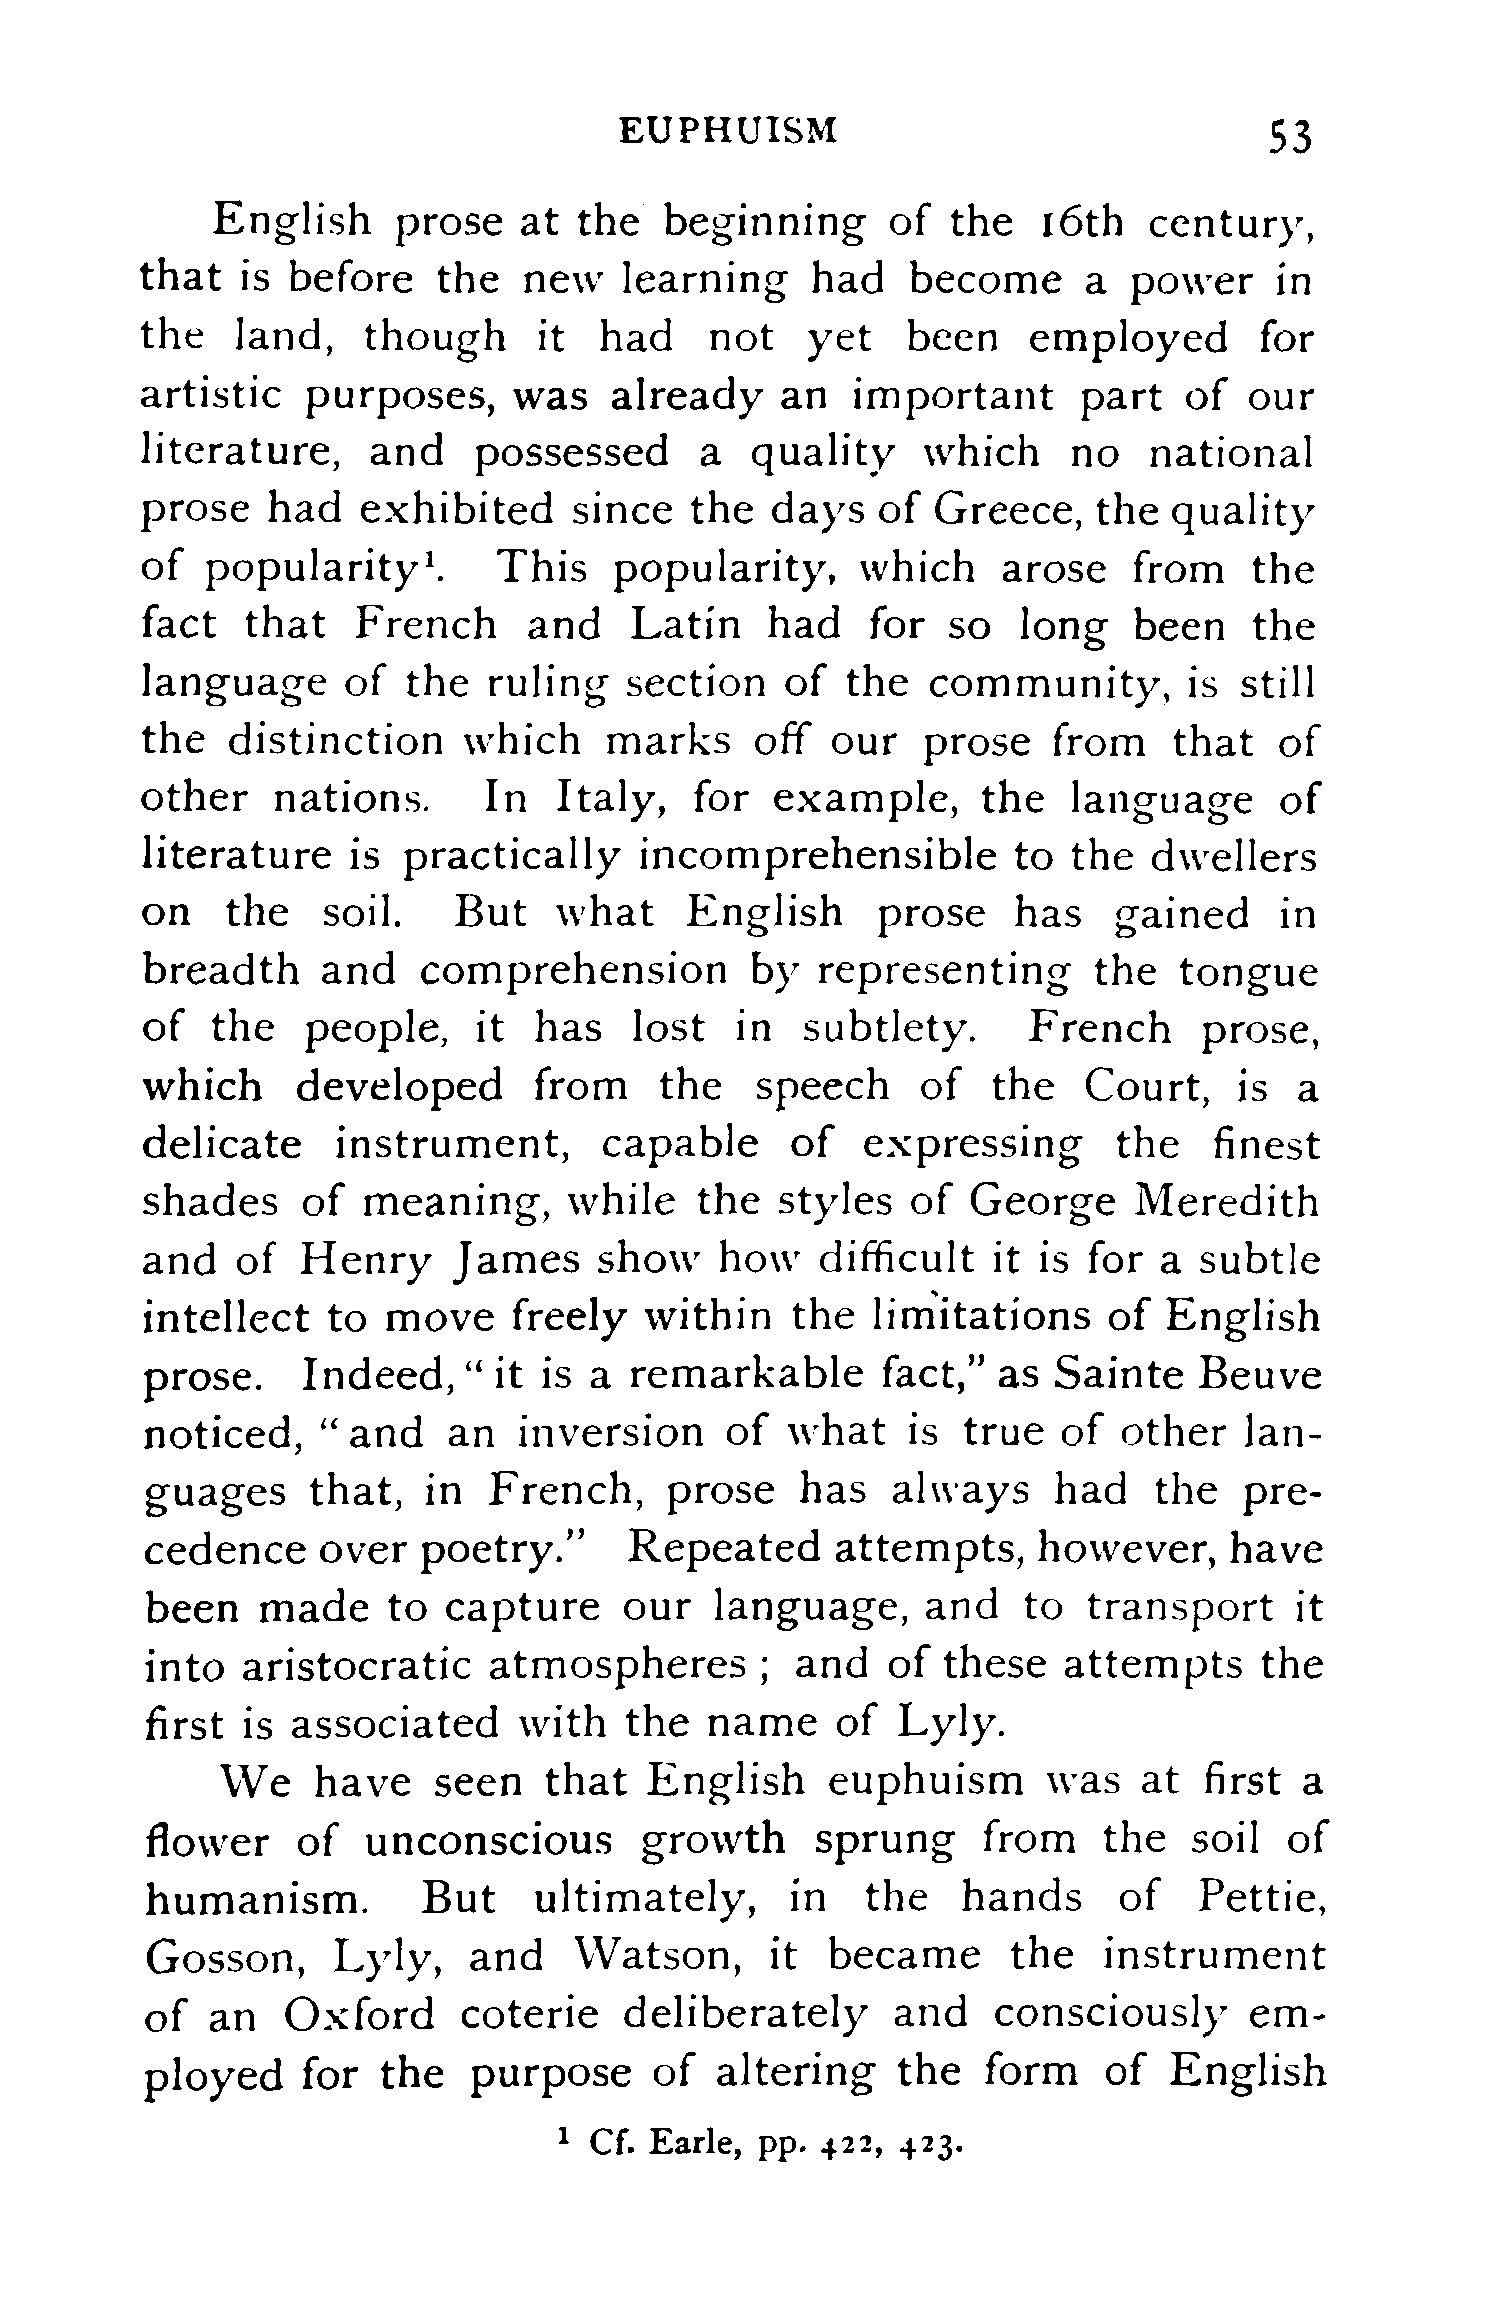 EUPHUISM 53
English prose at the beginning of the 16th century,
that is before the new learning had become a power in
the land, though it had not yet been employed for
artistic purposes, was already an important part of our
literature, and possessed a quality which no national
prose had exhibited since the days of Greece, the quality
of popularity¹. This popularity, which arose from the
fact that French and Latin had for so long been the
language of the ruling section of the community, is still
the distinction which marks off our prose from that of
other nations. In Italy, for example, the language of
literature is practically incomprehensible to the dwellers
on the soil. But what English prose has gained in
breadth and comprehension by representing the tongue
of the people, it has lost in subtlety. French prose,
which developed from the speech of the Court, is a
delicate instrument, capable of expressing the finest
shades of meaning, while the styles of George Meredith
and of Henry James show how difficult it is for a subtle
intellect to move freely within the limitations of English
prose. Indeed, “ it is a remarkable fact,” as Sainte Beuve
noticed, “ and an inversion of what is true of other lan-
guages that, in French, prose has always had the pre-
cedence over poetry.” Repeated attempts, however, have
been made to capture our language, and to transport it
into aristocratic atmospheres ; and of these attempts the
first is associated with the name of Lyly.
We have seen that English euphuism was at first a
flower of unconscious growth sprung from the soil of
humanism. But ultimately, in the hands of Pettie,
Gosson, Lyly, and Watson, it became the instrument
of an Oxford coterie deliberately and consciously em-
ployed for the purpose of altering the form of English
¹ Cf. Earle, pp. 422, 423.